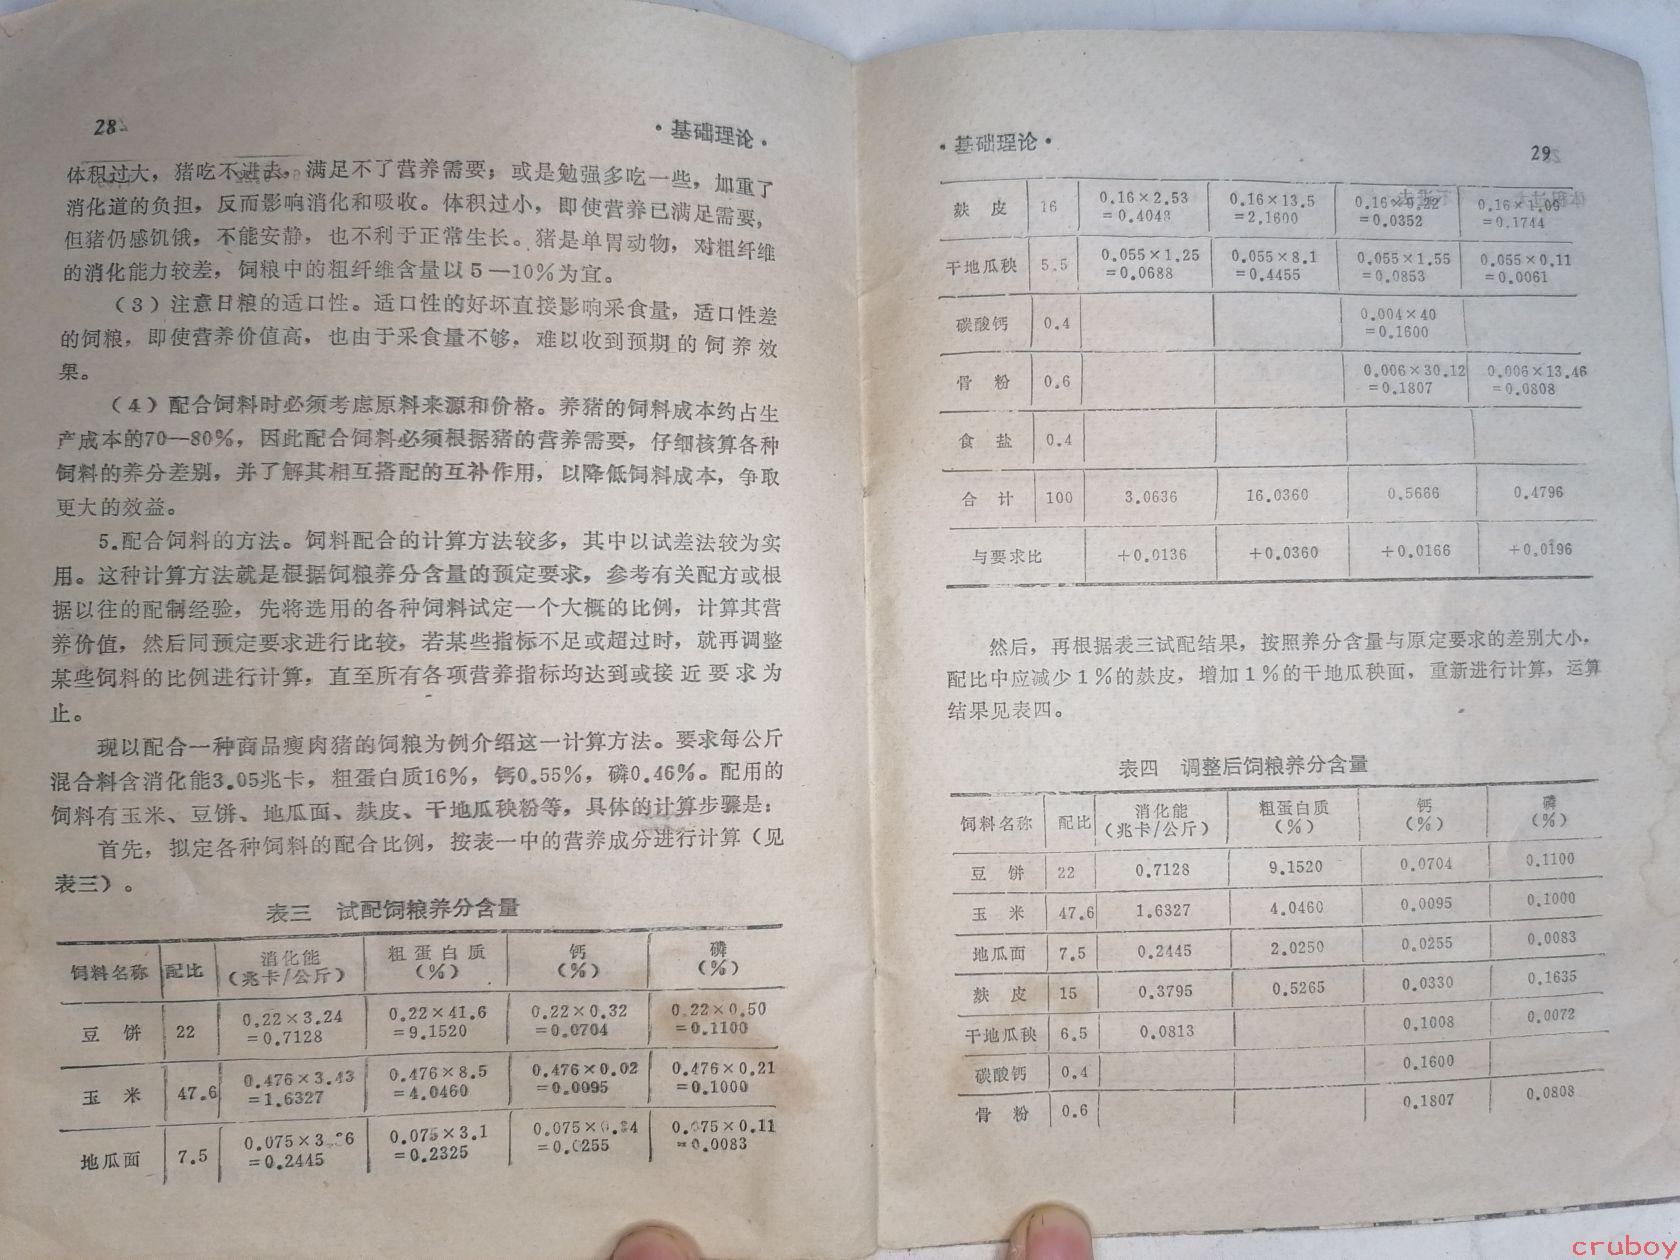 28
·基础理论·
体积过大，猪吃不进去，满足不了营养需要；或是勉强多吃一些，加重了
消化道的负担，反而影响消化和吸收。体积过小，即使营养已满足需要，
但猪仍感饥饿，不能安静，也不利于正常生长。猪是单胃动物，对粗纤维
的消化能力较差，饲粮中的粗纤维含量以5—10%为宜。
（3）注意日粮的适口性。适口性的好坏直接影响采食量，适口性差
的饲粮，即使营养价值高，也由于采食量不够，难以收到预期的饲养效
果。
（4）配合饲料时必须考虑原料来源和价格。养猪的饲料成本约占生
产成本的70—80%，因此配合饲料必须根据猪的营养需要，仔细核算各种
饲料的养分差别，并了解其相互搭配的互补作用，以降低饲料成本，争取
更大的效益。
5.配合饲料的方法。饲料配合的计算方法较多，其中以试差法较为实
用。这种计算方法就是根据饲粮养分含量的预定要求，参考有关配方或根
据以往的配制经验，先将选用的各种饲料试定一个大概的比例，计算其营
养价值，然后同预定要求进行比较，若某些指标不足或超过时，就再调整
某些饲料的比例进行计算，直至所有各项营养指标均达到或接近要求为
止。
现以配合一种商品瘦肉猪的饲粮为例介绍这一计算方法。要求每公斤
混合料含消化能3.05兆卡，粗蛋白质16%，钙0.55%，磷0.46%。配用的
饲料有玉米、豆饼、地瓜面、麸皮、干地瓜秧粉等，具体的计算步骤是：
首先，拟定各种饲料的配合比例，按表一中的营养成分进行计算（见
表三）。
表三 试配饲粮养分含量
饲料名称 配比 消化能（兆卡/公斤） 粗蛋白质（%） 钙（%） 磷（%）
豆饼 22 0.22×3.24=0.7128 0.22×41.6=9.1520 0.22×0.32=0.0704 0.22×0.50=0.1100
玉米 47.6 0.476×3.43=1.6327 0.476×8.5=4.0460 0.476×0.02=0.0095 0.476×0.21=0.1000
地瓜面 7.5 =0.2445 0.075×3.1=0.2325 =0.0255 0.075×0.11=0.0083
·基础理论·
29
麸皮 16 0.16×2.53=0.4048 0.16×13.5=2.1600 0.16×0.22=0.0352 0.16×1.09=0.1744
干地瓜秧 5.5 0.055×1.25=0.0688 0.055×8.1=0.4455 0.055×1.55=0.0853 0.055×0.11=0.0061
碳酸钙 0.4 0.004×40=0.1600
骨粉 0.6 0.006×30.12=0.1807 0.006×13.46=0.0808
食盐 0.4
合计 100 3.0636 16.0360 0.5666 0.4796
与要求比 +0.0136 +0.0360 +0.0166 +0.0196
然后，再根据表三试配结果，按照养分含量与原定要求的差别大小，
配比中应减少1%的麸皮，增加1%的干地瓜秧面，重新进行计算，运算
结果见表四。
表四 调整后饲粮养分含量
饲料名称 配比 消化能（兆卡/公斤） 粗蛋白质（%） 钙（%） 磷（%）
豆饼 22 0.7128 9.1520 0.0704 0.1100
玉米 47.6 1.6327 4.0460 0.0095 0.1000
地瓜面 7.5 0.2445 2.0250 0.0255 0.0083
麸皮 15 0.3795 0.5265 0.0330 0.1635
干地瓜秧 6.5 0.0813 0.1008 0.0072
碳酸钙 0.4 0.1600
骨粉 0.6 0.1807 0.0808
cruboy